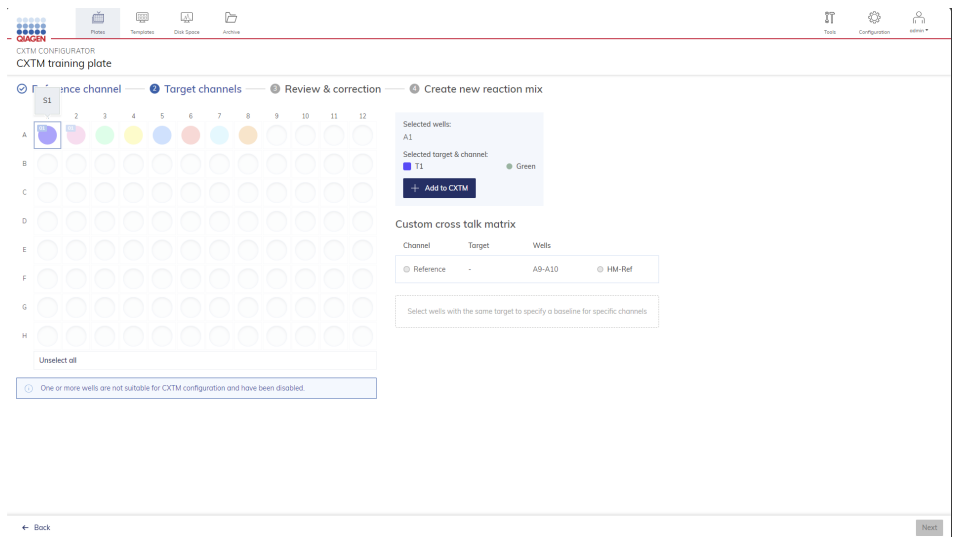 QIAGEN
Plates
Templates
Disk Space
Archive
Tools
Configuration
admin
CXTM CONFIGURATOR
CXTM training plate
Reference channel
2 Target channels
3 Review & correction
4 Create new reaction mix
S1
2 3 4 5 6 7 8 9 10 11 12
A
B
C
D
E
F
G
H
Unselect all
One or more wells are not suitable for CXTM configuration and have been disabled.
Selected wells:
A1
Selected target & channel:
T1 Green
+ Add to CXTM
Custom cross talk matrix
Channel Target Wells
Reference - A9-A10 HM-Ref
Select wells with the same target to specify a baseline for specific channels
← Back
Next